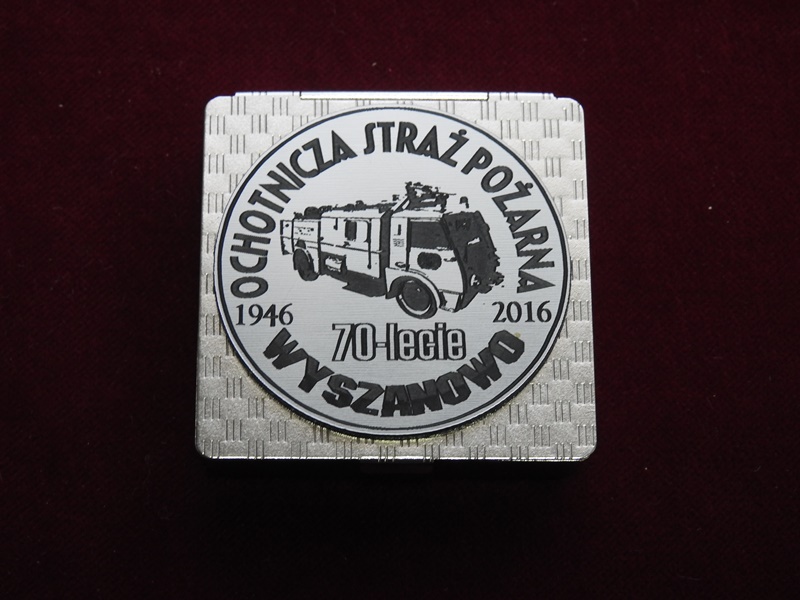 OCHOTNICZA STRAŻ POŻARNA
1946 2016
70-lecie
WYSZANOWO